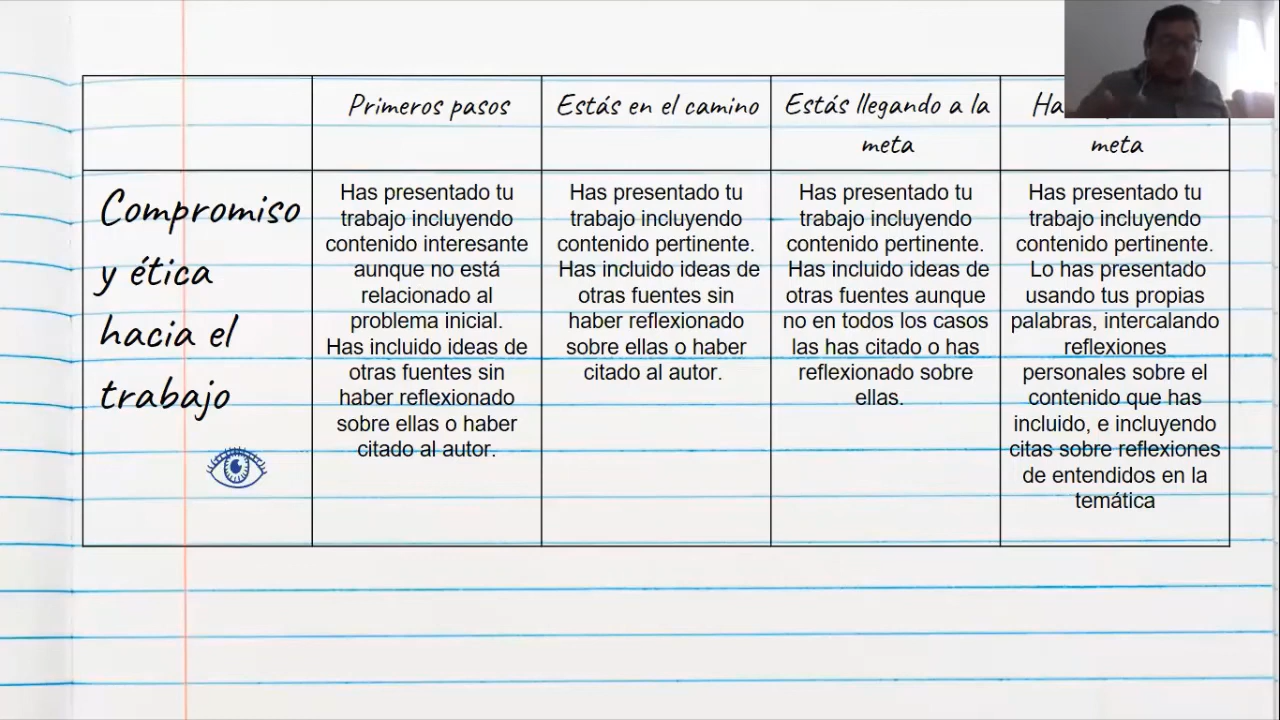 Primeros pasos
Estás en el camino
Estás llegando a la
meta
meta
Compromiso
y ética
hacia el
trabajo
Has presentado tu
trabajo incluyendo
contenido interesante
aunque no está
relacionado al
problema inicial.
Has incluido ideas de
otras fuentes sin
haber reflexionado
sobre ellas o haber
citado al autor.
Has presentado tu
trabajo incluyendo
contenido pertinente.
Has incluido ideas de
otras fuentes sin
haber reflexionado
sobre ellas o haber
citado al autor.
Has presentado tu
trabajo incluyendo
contenido pertinente.
Has incluido ideas de
otras fuentes aunque
no en todos los casos
las has citado o has
reflexionado sobre
ellas.
Has presentado tu
trabajo incluyendo
contenido pertinente.
Lo has presentado
usando tus propias
palabras, intercalando
reflexiones
personales sobre el
contenido que has
incluido, e incluyendo
citas sobre reflexiones
de entendidos en la
temática